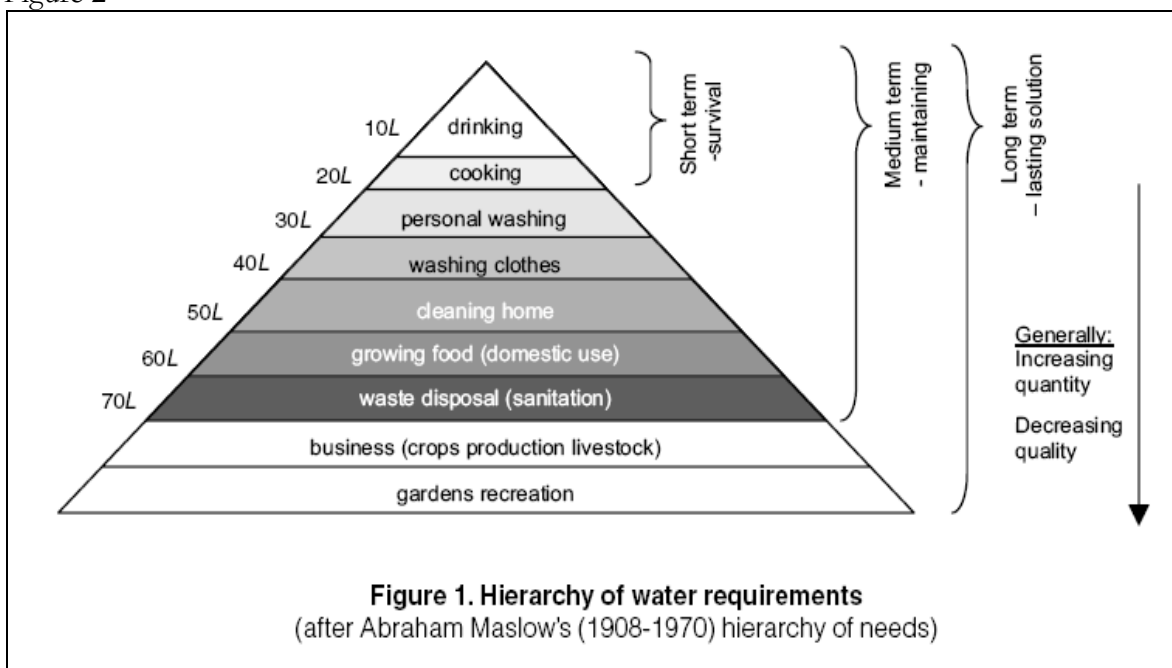 Figure 2
10L
drinking
20L
cooking
30L
personal washing
40L
washing clothes
50L
cleaning home
60L
growing food (domestic use)
70L
waste disposal (sanitation)
business (crops production livestock)
gardens recreation
Short term
-survival
Medium term
- maintaining
Long term
– lasting solution
Generally:
Increasing
quantity
Decreasing
quality
Figure 1. Hierarchy of water requirements
(after Abraham Maslow's (1908-1970) hierarchy of needs)